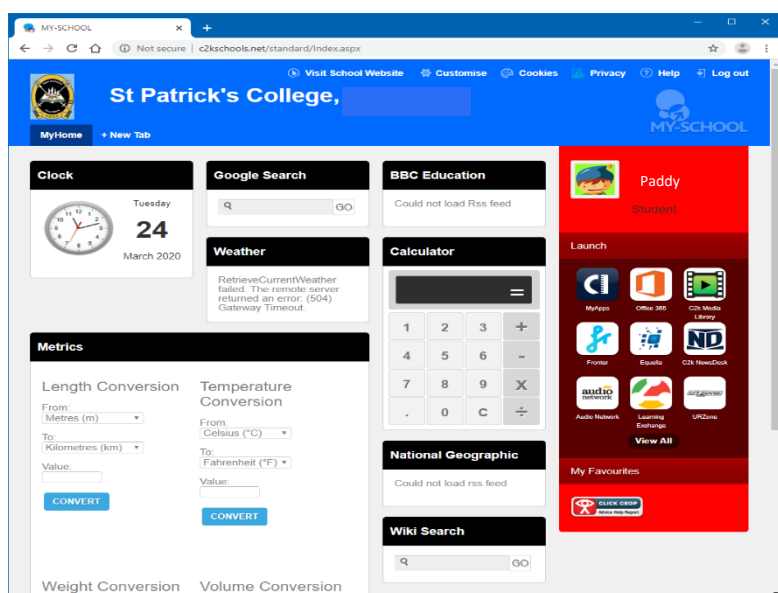 MY-SCHOOL
Not secure | c2kschools.net/standard/Index.aspx
Visit School Website Customise Cookies Privacy Help Log out
St Patrick's College,
MY-SCHOOL
MyHome + New Tab
Clock
Tuesday
24
March 2020
Google Search
GO
Weather
RetrieveCurrentWeather
failed. The remote server
returned an error: (504)
Gateway Timeout.
BBC Education
Could not load Rss feed
Calculator
=
1 2 3 +
4 5 6 -
7 8 9 X
. 0 C ÷
Metrics
Length Conversion
From:
Metres (m)
To:
Kilometres (km)
Value:
CONVERT
Temperature
Conversion
From:
Celsius (°C)
To:
Fahrenheit (°F)
Value:
CONVERT
Weight Conversion
Volume Conversion
National Geographic
Could not load rss feed
Wiki Search
GO
Paddy
Student
Launch
MyApps
Office 365
C2k Media
Library
Fronter
Equella
ND
C2k NewsDesk
audio
network
Audio Network
Learning
Exchange
URZone
View All
My Favourites
CLICK CEOP
Advice Help Report